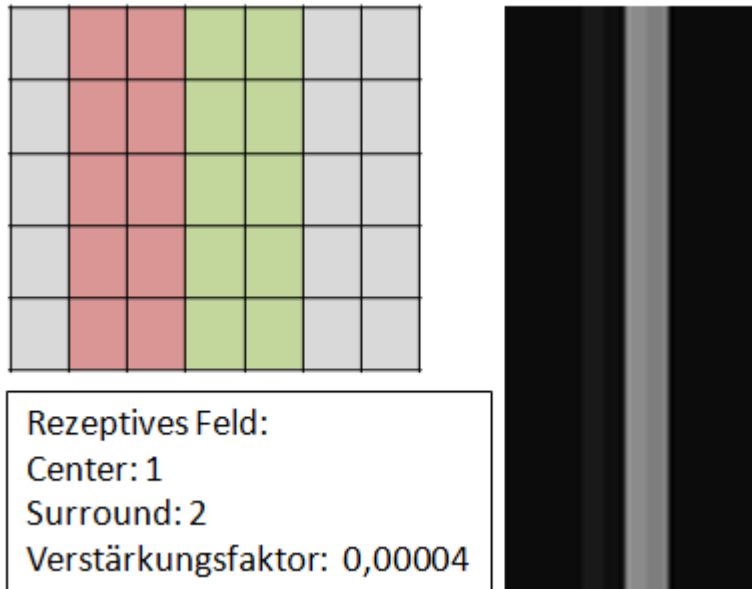 Rezeptives Feld:
Center: 1
Surround: 2
Verstärkungsfaktor: 0,00004